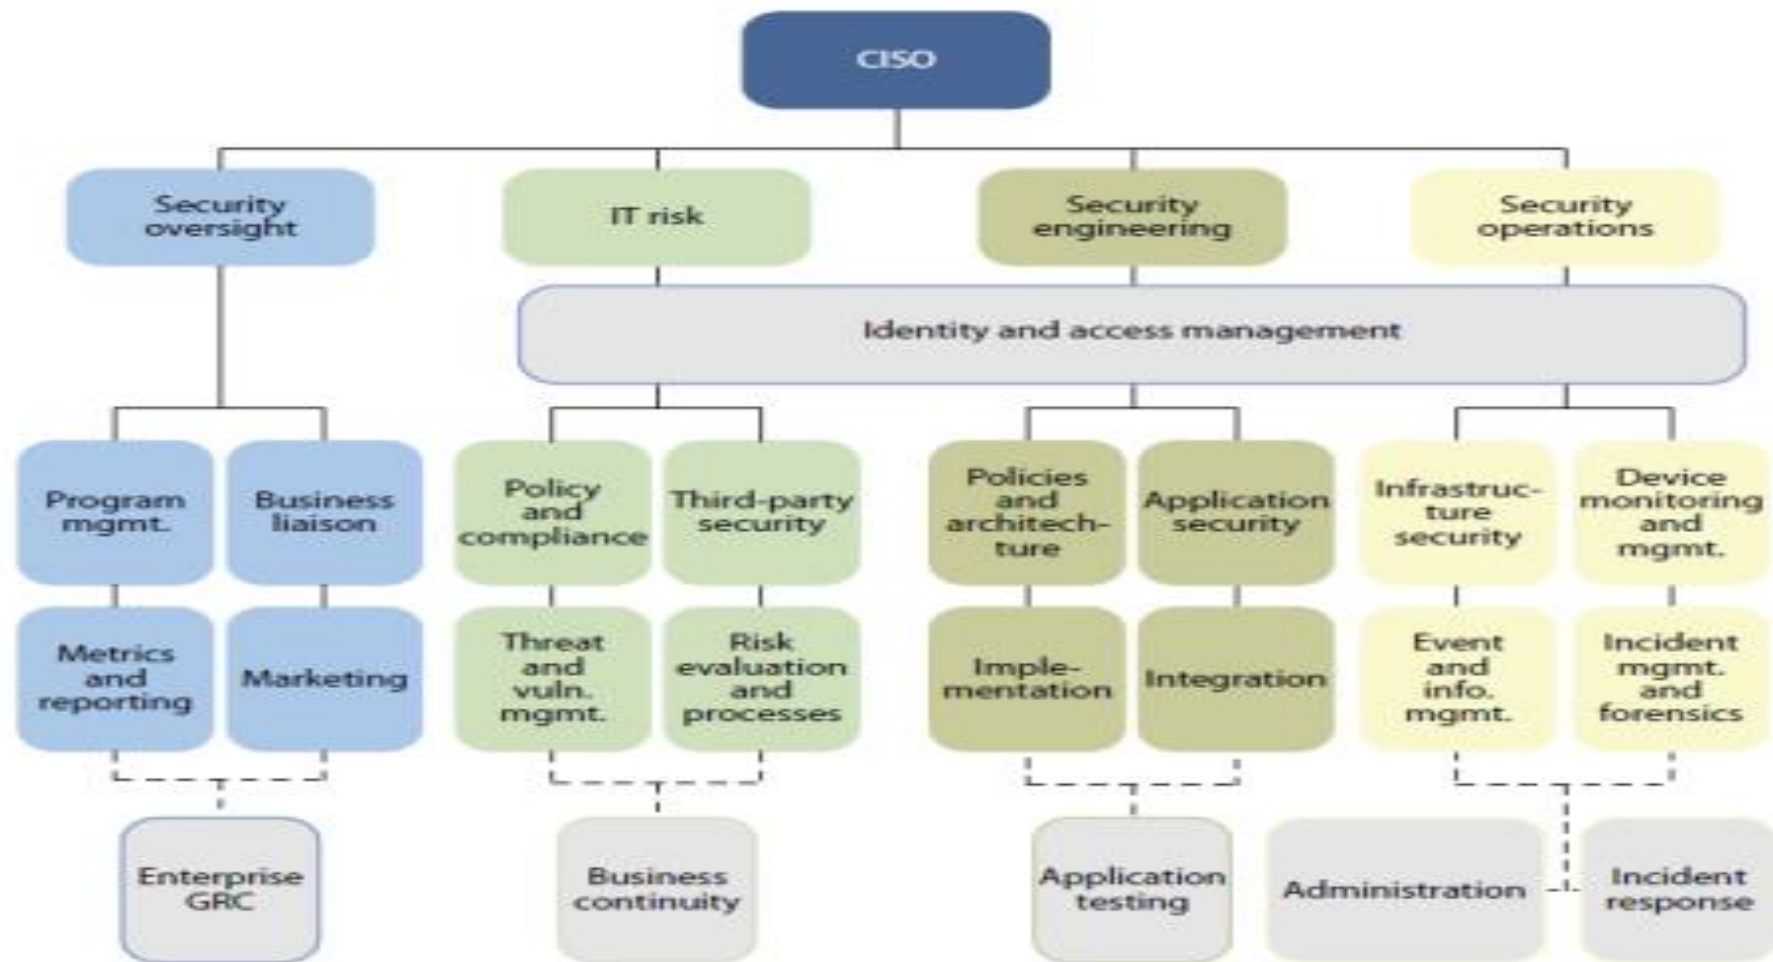 CISO
Security
oversight
IT risk
Security
engineering
Security
operations
Identity and access management
Program
mgmt.
Business
liaison
Policy
and
compliance
Third-party
security
Policies
and
architech-
ture
Application
security
Infrastruc-
ture
security
Device
monitoring
and
mgmt.
Metrics
and
reporting
Marketing
Threat
and
vuln.
mgmt.
Risk
evaluation
and
processes
Imple-
mentation
Integration
Event
and
info.
mgmt.
Incident
mgmt.
and
forensics
Enterprise
GRC
Business
continuity
Application
testing
Administration
Incident
response